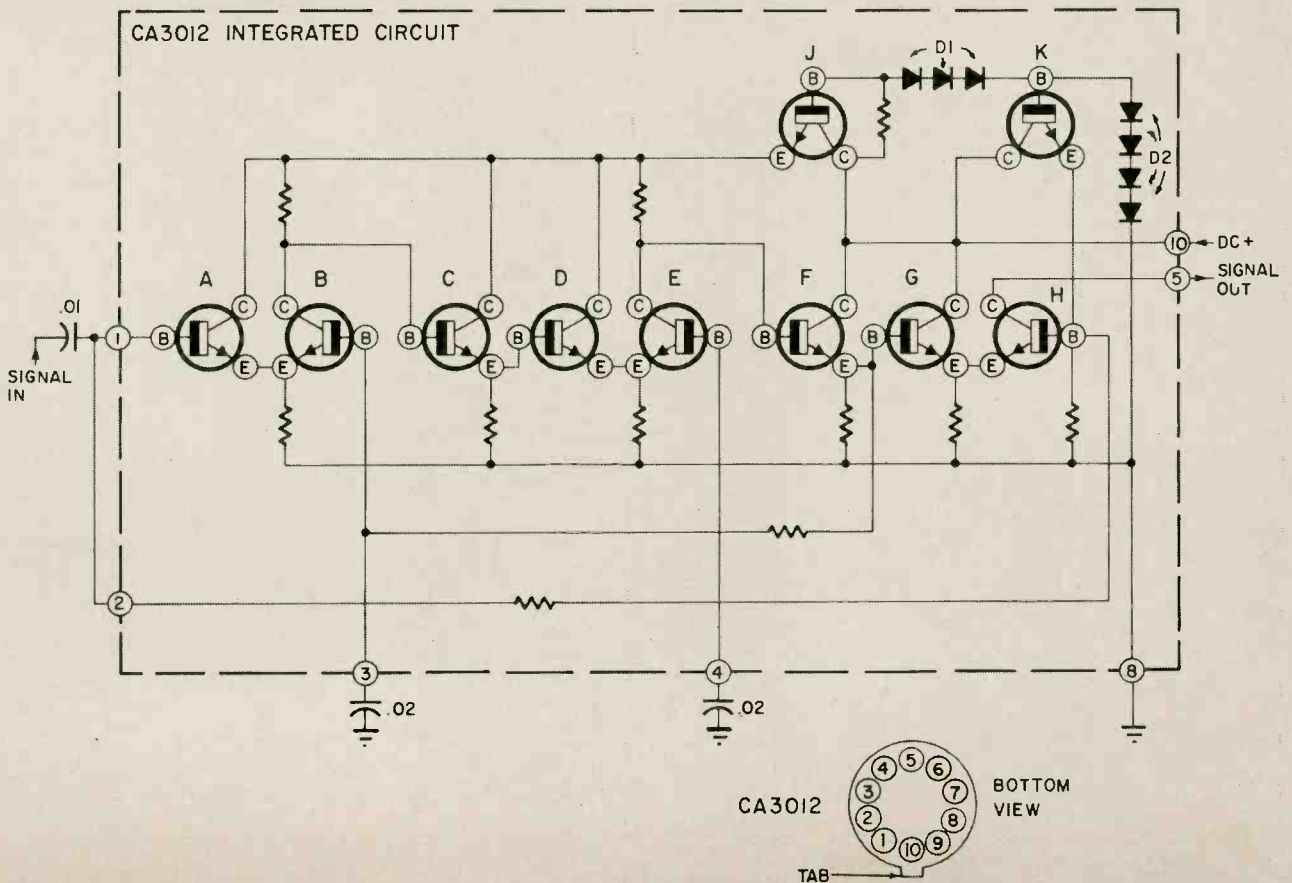 CA3012 INTEGRATED CIRCUIT
J
D1
K
B
B
E
C
C
E
D2
10
DC+
5
SIGNAL
OUT
A
B
C
D
E
F
G
H
.01
C
C
C
C
C
C
C
C
1
B
B
B
B
B
B
B
B
SIGNAL
IN
E
E
E
E
E
E
E
E
2
3
4
8
.02
.02
CA3012
1
2
3
4
5
6
7
8
9
10
BOTTOM
VIEW
TAB